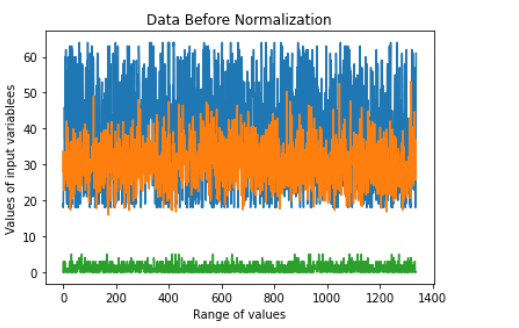 Data Before Normalization
Values of input variablees
60
50
40
30
20
10
0
0 200 400 600 800 1000 1200 1400
Range of values